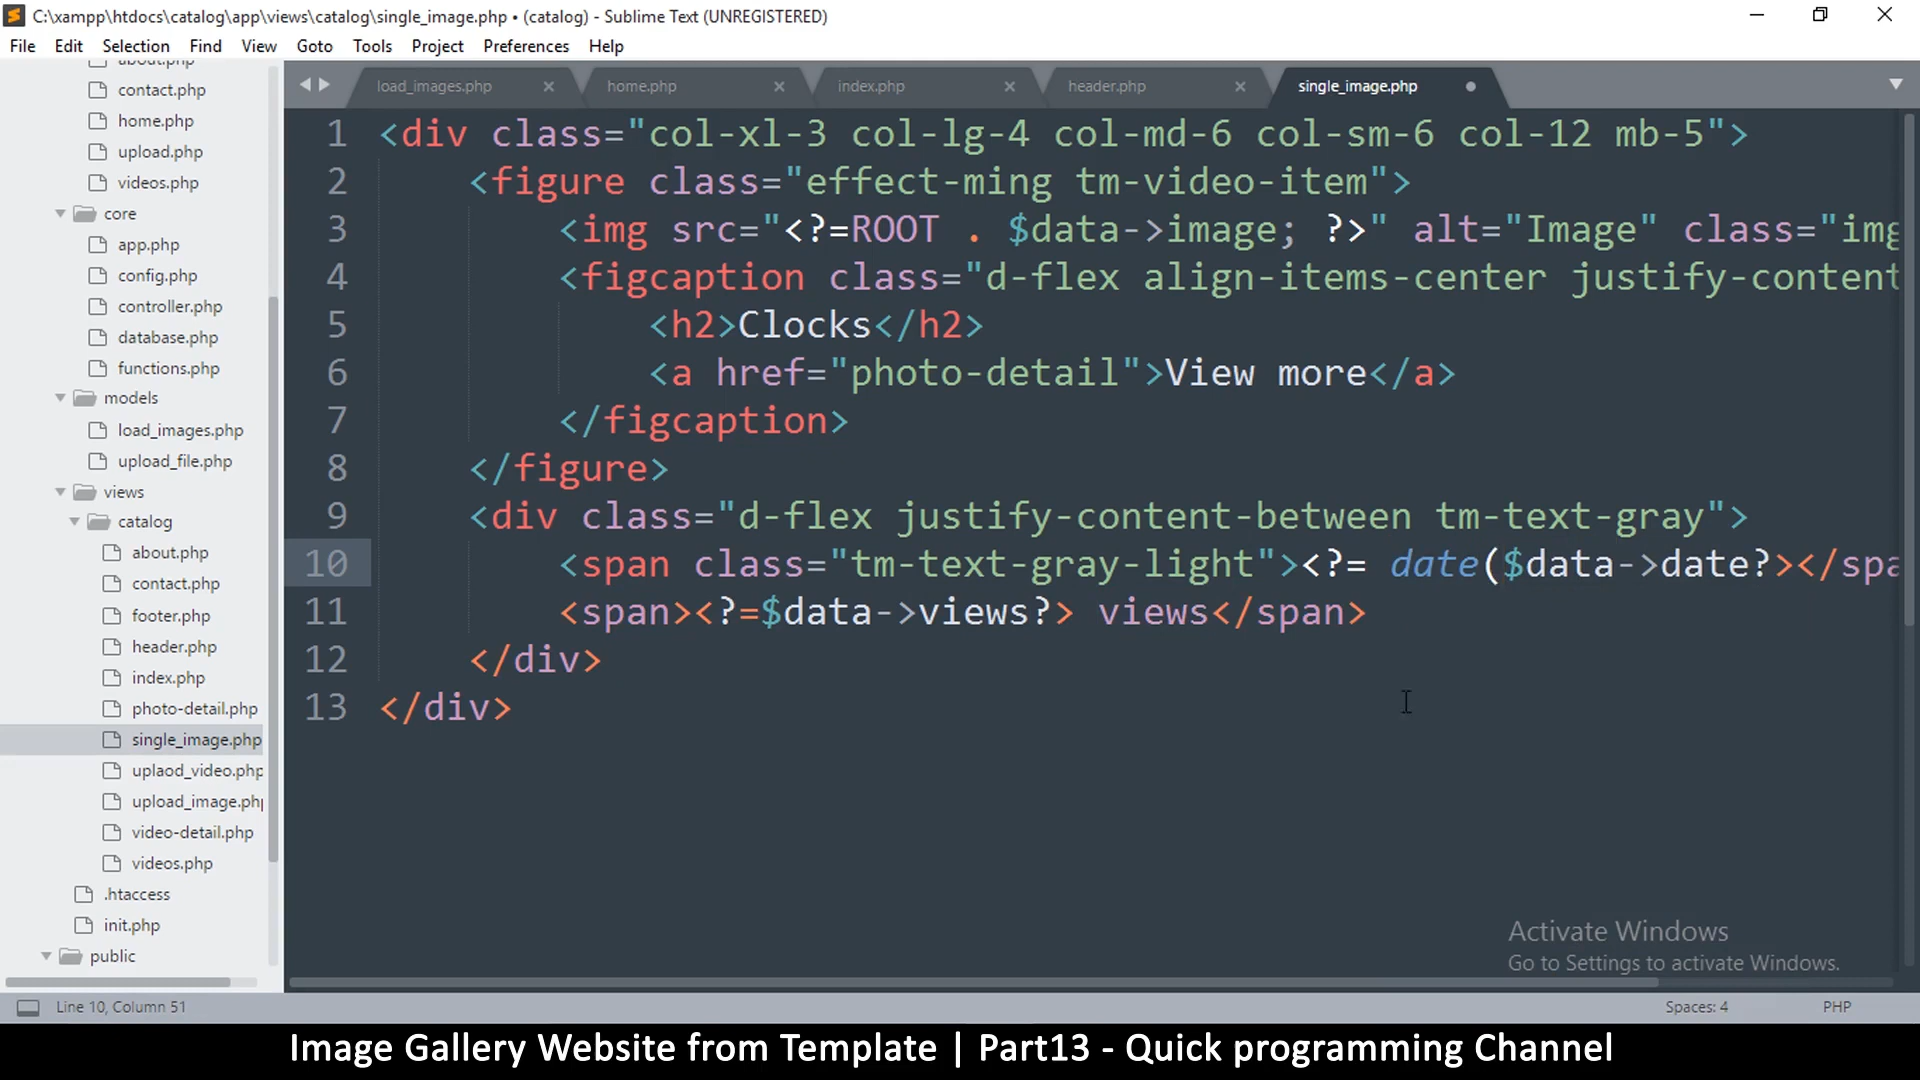 C:\xampp\htdocs\catalog\app\views\catalog\single_image.php • (catalog) - Sublime Text (UNREGISTERED)
File Edit Selection Find View Goto Tools Project Preferences Help
about.php
contact.php
home.php
upload.php
videos.php
core
app.php
config.php
controller.php
database.php
functions.php
models
load_images.php
upload_file.php
views
catalog
about.php
contact.php
footer.php
header.php
index.php
photo-detail.php
single_image.php
uplaod_video.php
upload_image.php
video-detail.php
videos.php
.htaccess
init.php
public
load_images.php home.php index.php header.php single_image.php
1 <div class="col-xl-3 col-lg-4 col-md-6 col-sm-6 col-12 mb-5">
2 <figure class="effect-ming tm-video-item">
3 <img src="<?=ROOT . $data->image; ?>" alt="Image" class="img
4 <figcaption class="d-flex align-items-center justify-content
5 <h2>Clocks</h2>
6 <a href="photo-detail">View more</a>
7 </figcaption>
8 </figure>
9 <div class="d-flex justify-content-between tm-text-gray">
10 <span class="tm-text-gray-light"><?= date($data->date?></spa
11 <span><?=$data->views?> views</span>
12 </div>
13 </div>
Activate Windows
Go to Settings to activate Windows.
Line 10, Column 51 Spaces: 4 PHP
Image Gallery Website from Template | Part13 - Quick programming Channel